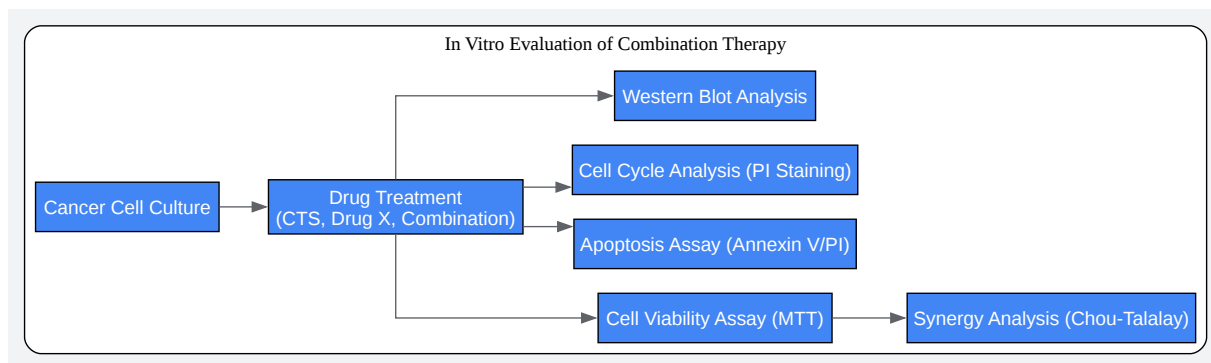 In Vitro Evaluation of Combination Therapy
Western Blot Analysis
Cell Cycle Analysis (PI Staining)
Cancer Cell Culture
Drug Treatment
(CTS, Drug X, Combination)
Apoptosis Assay (Annexin V/PI)
Cell Viability Assay (MTT)
Synergy Analysis (Chou-Talalay)